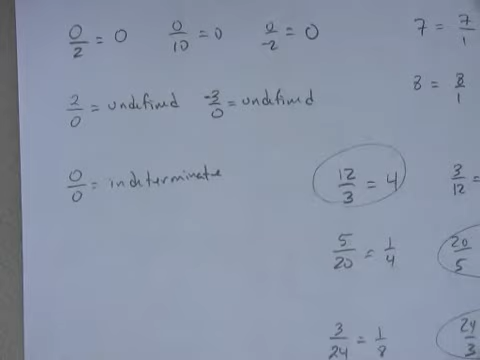 0/2 = 0 0/10 = 0 0/-2 = 0 7 = 7/1
2/0 = undefined -3/0 = undefined 8 = 8/1
0/0 = indeterminate 12/3 = 4 3/12 =
5/20 = 1/4 20/5
3/24 = 1/8 24/3